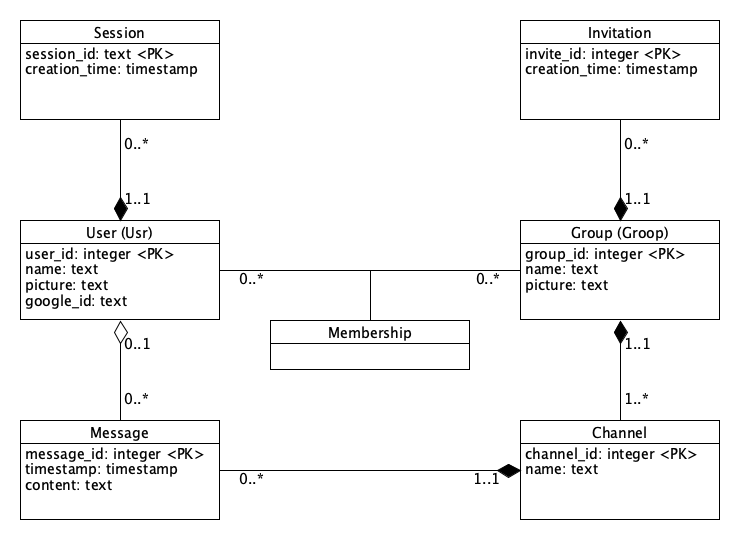 Session
session_id: text <PK>
creation_time: timestamp
Invitation
invite_id: integer <PK>
creation_time: timestamp
0..*
0..*
1..1
1..1
User (Usr)
user_id: integer <PK>
name: text
picture: text
google_id: text
Group (Groop)
group_id: integer <PK>
name: text
picture: text
0..*
0..*
Membership
0..1
1..1
0..*
1..*
Message
message_id: integer <PK>
timestamp: timestamp
content: text
Channel
channel_id: integer <PK>
name: text
0..*
1..1